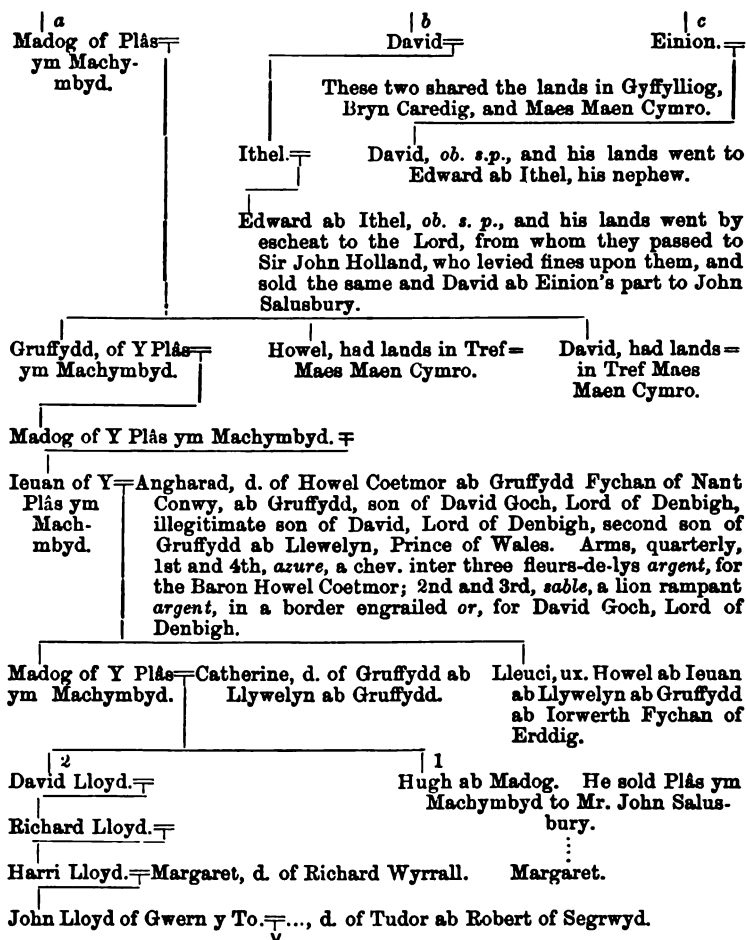 a b c
Madog of Plâs David Einion.
ym Machy-
mbyd.
These two shared the lands in Gyffylliog,
Bryn Caredig, and Maes Maen Cymro.
Ithel. David, ob. s.p., and his lands went to
Edward ab Ithel, his nephew.
Edward ab Ithel, ob. s. p., and his lands went by
escheat to the Lord, from whom they passed to
Sir John Holland, who levied fines upon them, and
sold the same and David ab Einion's part to John
Salusbury.
Gruffydd, of Y Plâs Howel, had lands in Tref= David, had lands=
ym Machymbyd. Maes Maen Cymro. in Tref Maes
Maen Cymro.
Madog of Y Plâs ym Machymbyd.
Ieuan of Y=Angharad, d. of Howel Coetmor ab Gruffydd Fychan of Nant
Plâs ym Conwy, ab Gruffydd, son of David Goch, Lord of Denbigh,
Mach- illegitimate son of David, Lord of Denbigh, second son of
mbyd. Gruffydd ab Llewelyn, Prince of Wales. Arms, quarterly,
1st and 4th, azure, a chev. inter three fleurs-de-lys argent, for
the Baron Howel Coetmor; 2nd and 3rd, sable, a lion rampant
argent, in a border engrailed or, for David Goch, Lord of
Denbigh.
Madog of Y Plâs=Catherine, d. of Gruffydd ab Lleuci, ux. Howel ab Ieuan
ym Machymbyd. Llywelyn ab Gruffydd. ab Llywelyn ab Gruffydd
ab Iorwerth Fychan of
Erddig.
2 1
David Lloyd. Hugh ab Madog. He sold Plâs ym
Machymbyd to Mr. John Salus-
bury.
Richard Lloyd.
Harri Lloyd.=Margaret, d. of Richard Wyrrall. Margaret.
John Lloyd of Gwern y To.=..., d. of Tudor ab Robert of Segrwyd.